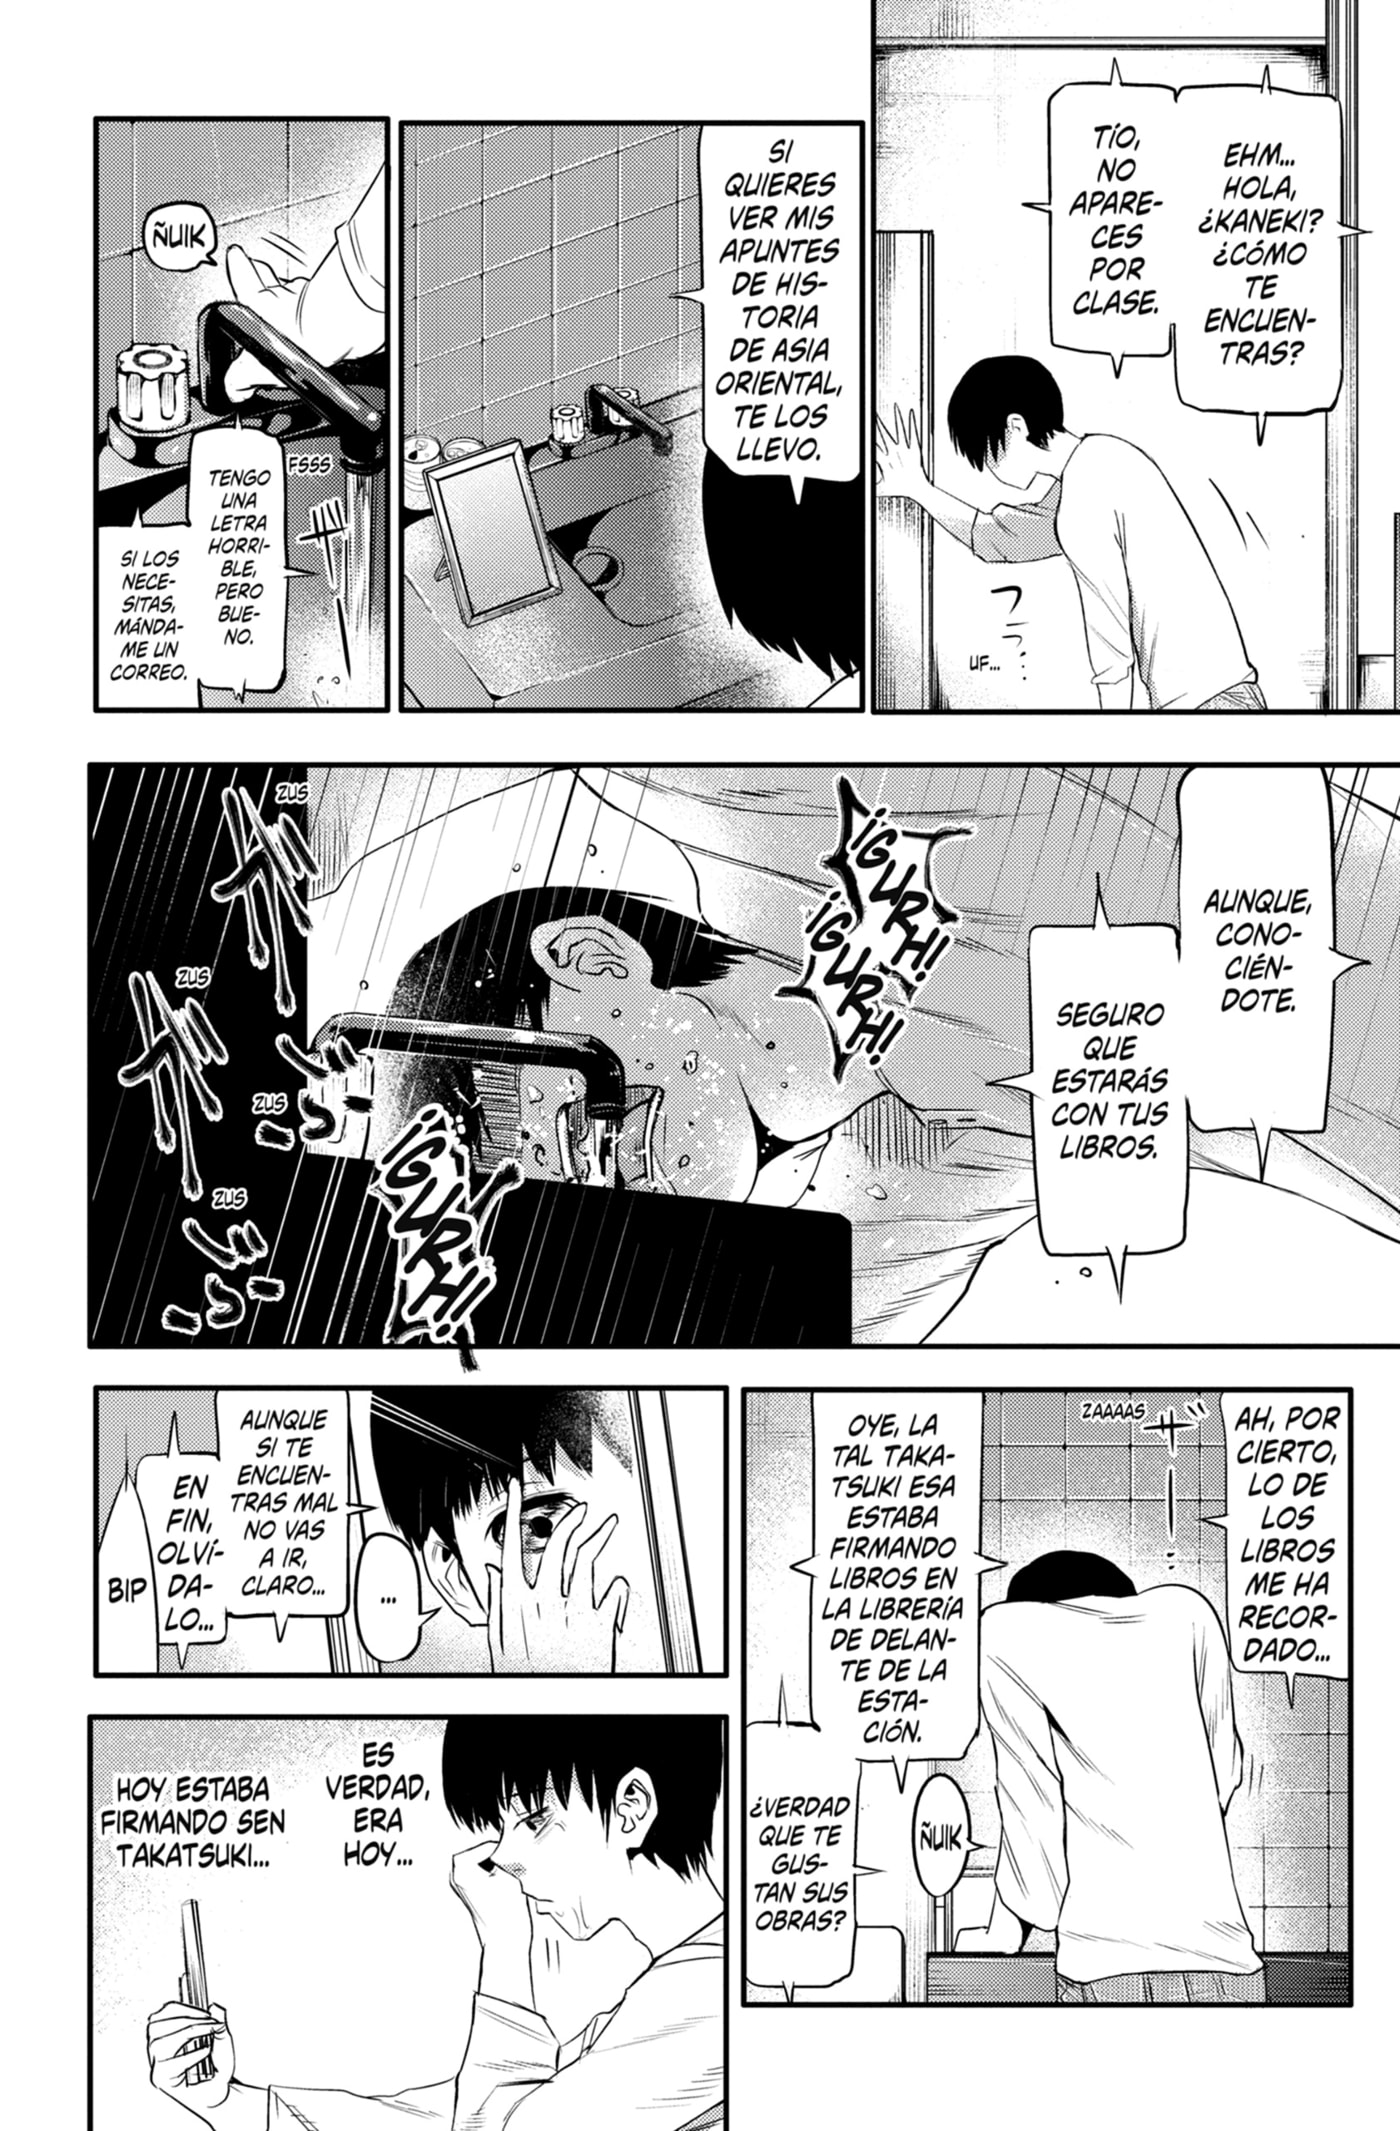 EHM...
HOLA,
¿KANEKI?
¿CÓMO
TE
ENCUEN-
TRAS?
TÍO,
NO
APARE-
CES
POR
CLASE.
UF...
SI
QUIERES
VER MIS
APUNTES
DE HIS-
TORIA
DE ASIA
ORIENTAL,
TE LOS
LLEVO.
ÑUIK
FSSS
TENGO
UNA
LETRA
HORRI-
BLE,
PERO
BUE-
NO.
SI LOS
NECE-
SITAS,
MÁNDA-
ME UN
CORREO.
AUNQUE,
CONO-
CIÉN-
DOTE.
SEGURO
QUE
ESTARÁS
CON TUS
LIBROS.
¡GURH!
¡GURH!
¡GURH!
ZUS
ZUS
ZUS
ZUS
AH, POR
CIERTO,
LO DE
LOS
LIBROS
ME HA
RECOR-
DADO...
ZAAAAS
サー
OYE, LA
TAL TAKA-
TSUKI ESA
ESTABA
FIRMANDO
LIBROS EN
LA LIBRERÍA
DE DELAN-
TE DE LA
ESTA-
CIÓN.
ÑUIK
¿VERDAD
QUE TE
GUS-
TAN SUS
OBRAS?
...
AUNQUE
SI TE
ENCUEN-
TRAS MAL
NO VAS
A IR,
CLARO...
EN
FIN,
OLVÍ-
DA-
LO...
BIP
ES
VERDAD,
ERA
HOY...
HOY ESTABA
FIRMANDO SEN
TAKATSUKI...